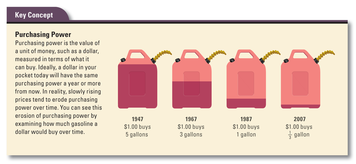 Key Concept
Purchasing Power
Purchasing power is the value of
a unit of money, such as a dollar,
measured in terms of what it
can buy. Ideally, a dollar in your
pocket today will have the same
purchasing power a year or more
from now. In reality, slowly rising
prices tend to erode purchasing
power over time. You can see this
erosion of purchasing power by
examining how much gasoline a
dollar would buy over time.
1947
$1.00 buys
5 gallons
1967
$1.00 buys
3 gallons
1987
$1.00 buys
1 gallon
2007
$1.00 buys
⅓ gallon